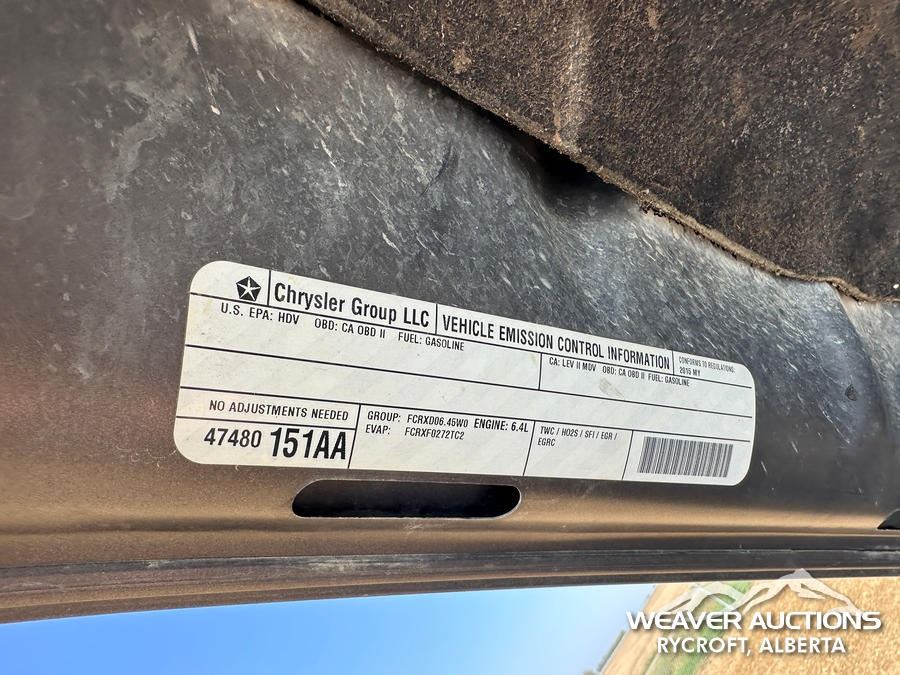 Chrysler Group LLC
VEHICLE EMISSION CONTROL INFORMATION
CONFORMS TO REGULATIONS:
2015 MY
U.S. EPA: HDV OBD: CA OBD II FUEL: GASOLINE
CA: LEV II MDV OBD: CA OBD II FUEL: GASOLINE
NO ADJUSTMENTS NEEDED
47480 151AA
GROUP: FCRXD06.45W0 ENGINE: 6.4L
EVAP: FCRXF0272TC2
TWC / HO2S / SFI / EGR /
EGRC
WEAVER AUCTIONS
RYCROFT, ALBERTA